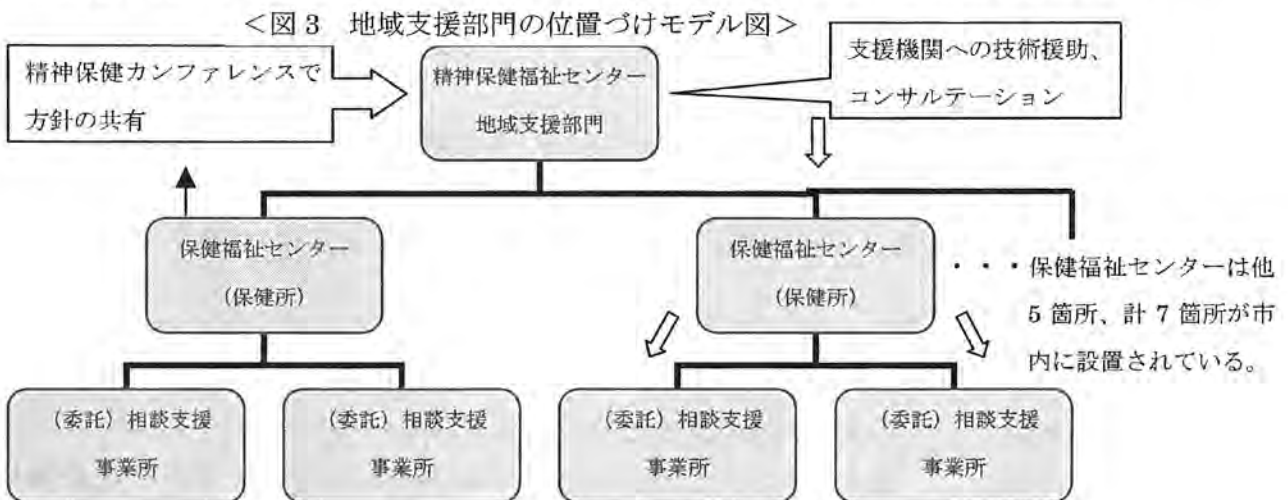 ＜図3　地域支援部門の位置づけモデル図＞
精神保健カンファレンスで
方針の共有
精神保健福祉センター
地域支援部門
支援機関への技術援助、
コンサルテーション
保健福祉センター
（保健所）
保健福祉センター
（保健所）
・・・保健福祉センターは他
5箇所、計7箇所が市
内に設置されている。
（委託）相談支援
事業所
（委託）相談支援
事業所
（委託）相談支援
事業所
（委託）相談支援
事業所